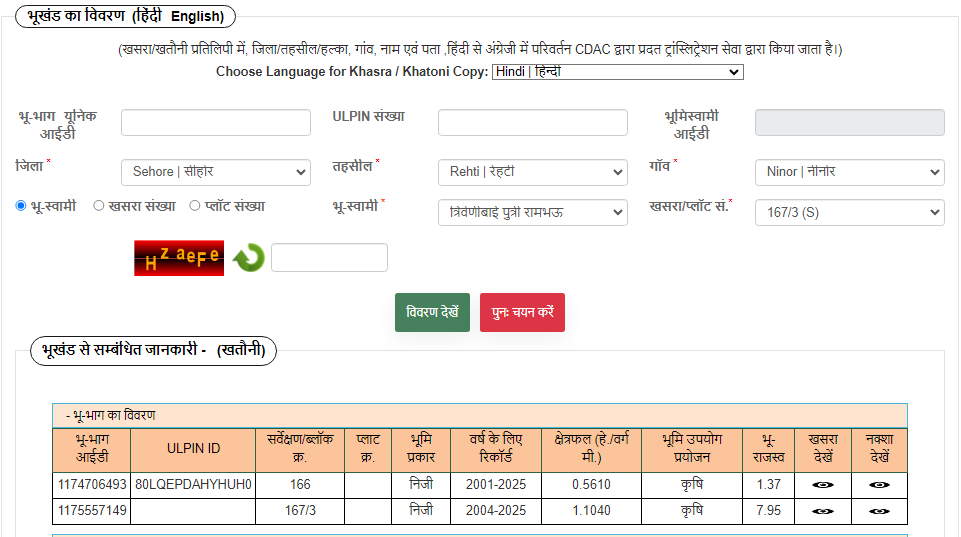 भूखंड का विवरण (हिंदी English)
(खसरा/खतौनी प्रतिलिपी में, जिला/तहसील/हल्का, गांव, नाम एवं पता ,हिंदी से अंग्रेजी में परिवर्तन CDAC द्वारा प्रदत ट्रांस्लिट्रेशन सेवा द्वारा किया जाता है।)
Choose Language for Kasra / Khatoni Copy: Hindi | हिन्दी
भू-भाग यूनिक आईडी ULPIN संख्या भूमिस्वामी आईडी
जिला * Sehore | सीहोर तहसील * Rehti | रेहटी गाँव * Ninor | नीनोर
भू-स्वामी खसरा संख्या प्लॉट संख्या भू-स्वामी * त्रिवेणीबाई पुत्री रामभऊ खसरा/प्लॉट सं.* 167/3 (S)
H z a e F e
विवरण देखें पुनः चयन करें
भूखंड से सम्बंधित जानकारी - (खतौनी)
- भू-भाग का विवरण
भू-भाग आईडी ULPIN ID सर्वेक्षण/ब्लॉक क्र. प्लाट क्र. भूमि प्रकार वर्ष के लिए रिकॉर्ड क्षेत्रफल (हे./वर्ग मी.) भूमि उपयोग प्रयोजन भू-राजस्व खसरा देखें नक्शा देखें
1174706493 80LQEPDAHYHUH0 166 निजी 2001-2025 0.5610 कृषि 1.37
1175557149 167/3 निजी 2004-2025 1.1040 कृषि 7.95